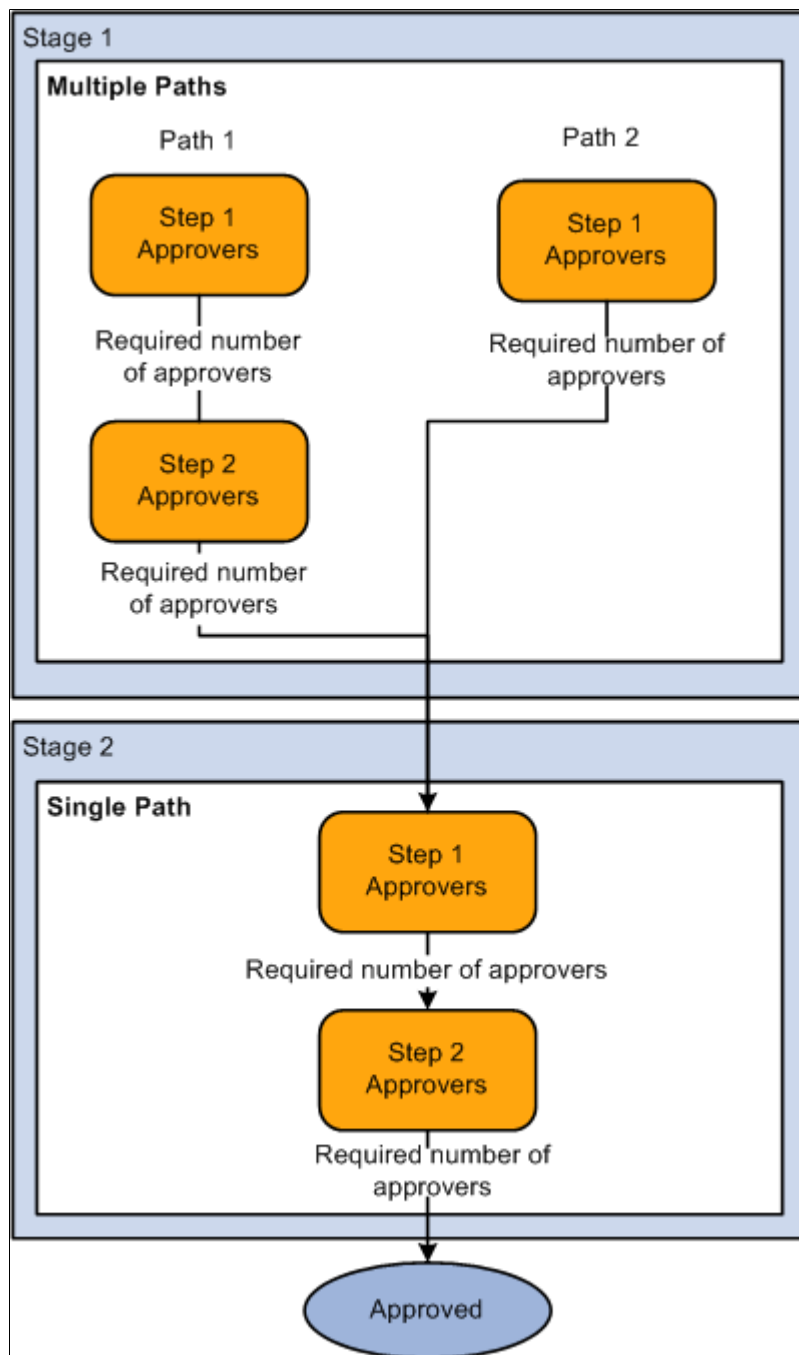 Stage 1
Multiple Paths
Path 1
Path 2
Step 1
Approvers
Step 1
Approvers
Required number
of approvers
Required number of
approvers
Step 2
Approvers
Required number
of approvers
Stage 2
Single Path
Step 1
Approvers
Required number of approvers
Step 2
Approvers
Required number of
approvers
Approved